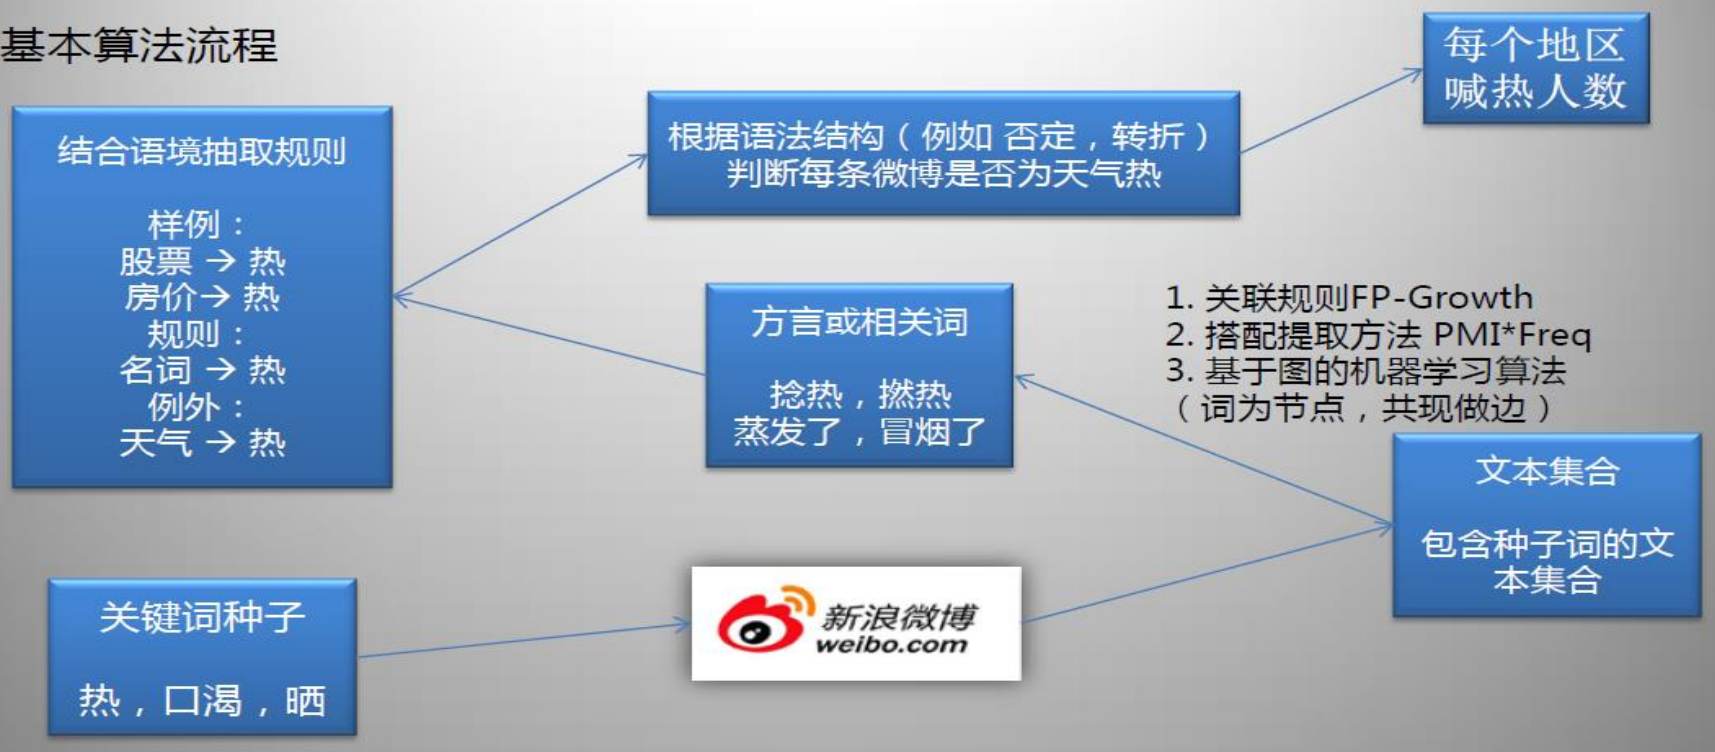 基本算法流程
每个地区
喊热人数
根据语法结构（例如 否定，转折）
判断每条微博是否为天气热
结合语境抽取规则
样例：
股票 → 热
房价→ 热
规则：
名词 → 热
例外：
天气 → 热
方言或相关词
捻热，撚热
蒸发了，冒烟了
1. 关联规则FP-Growth
2. 搭配提取方法 PMI*Freq
3. 基于图的机器学习算法
（词为节点，共现做边）
文本集合
包含种子词的文
本集合
关键词种子
热，口渴，晒
新浪微博
weibo.com